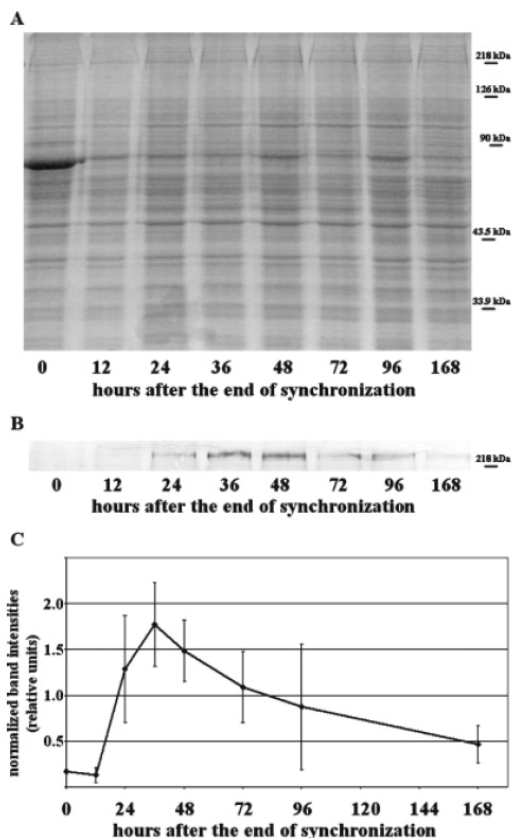 A
218 kDa
126 kDa
90 kDa
43.5 kDa
33.9 kDa
0 12 24 36 48 72 96 168
hours after the end of synchronization
B
218 kDa
0 12 24 36 48 72 96 168
hours after the end of synchronization
C
normalized band intensities
(relative units)
2.0
1.5
1.0
0.5
0 24 48 72 96 120 144 168
hours after the end of synchronization